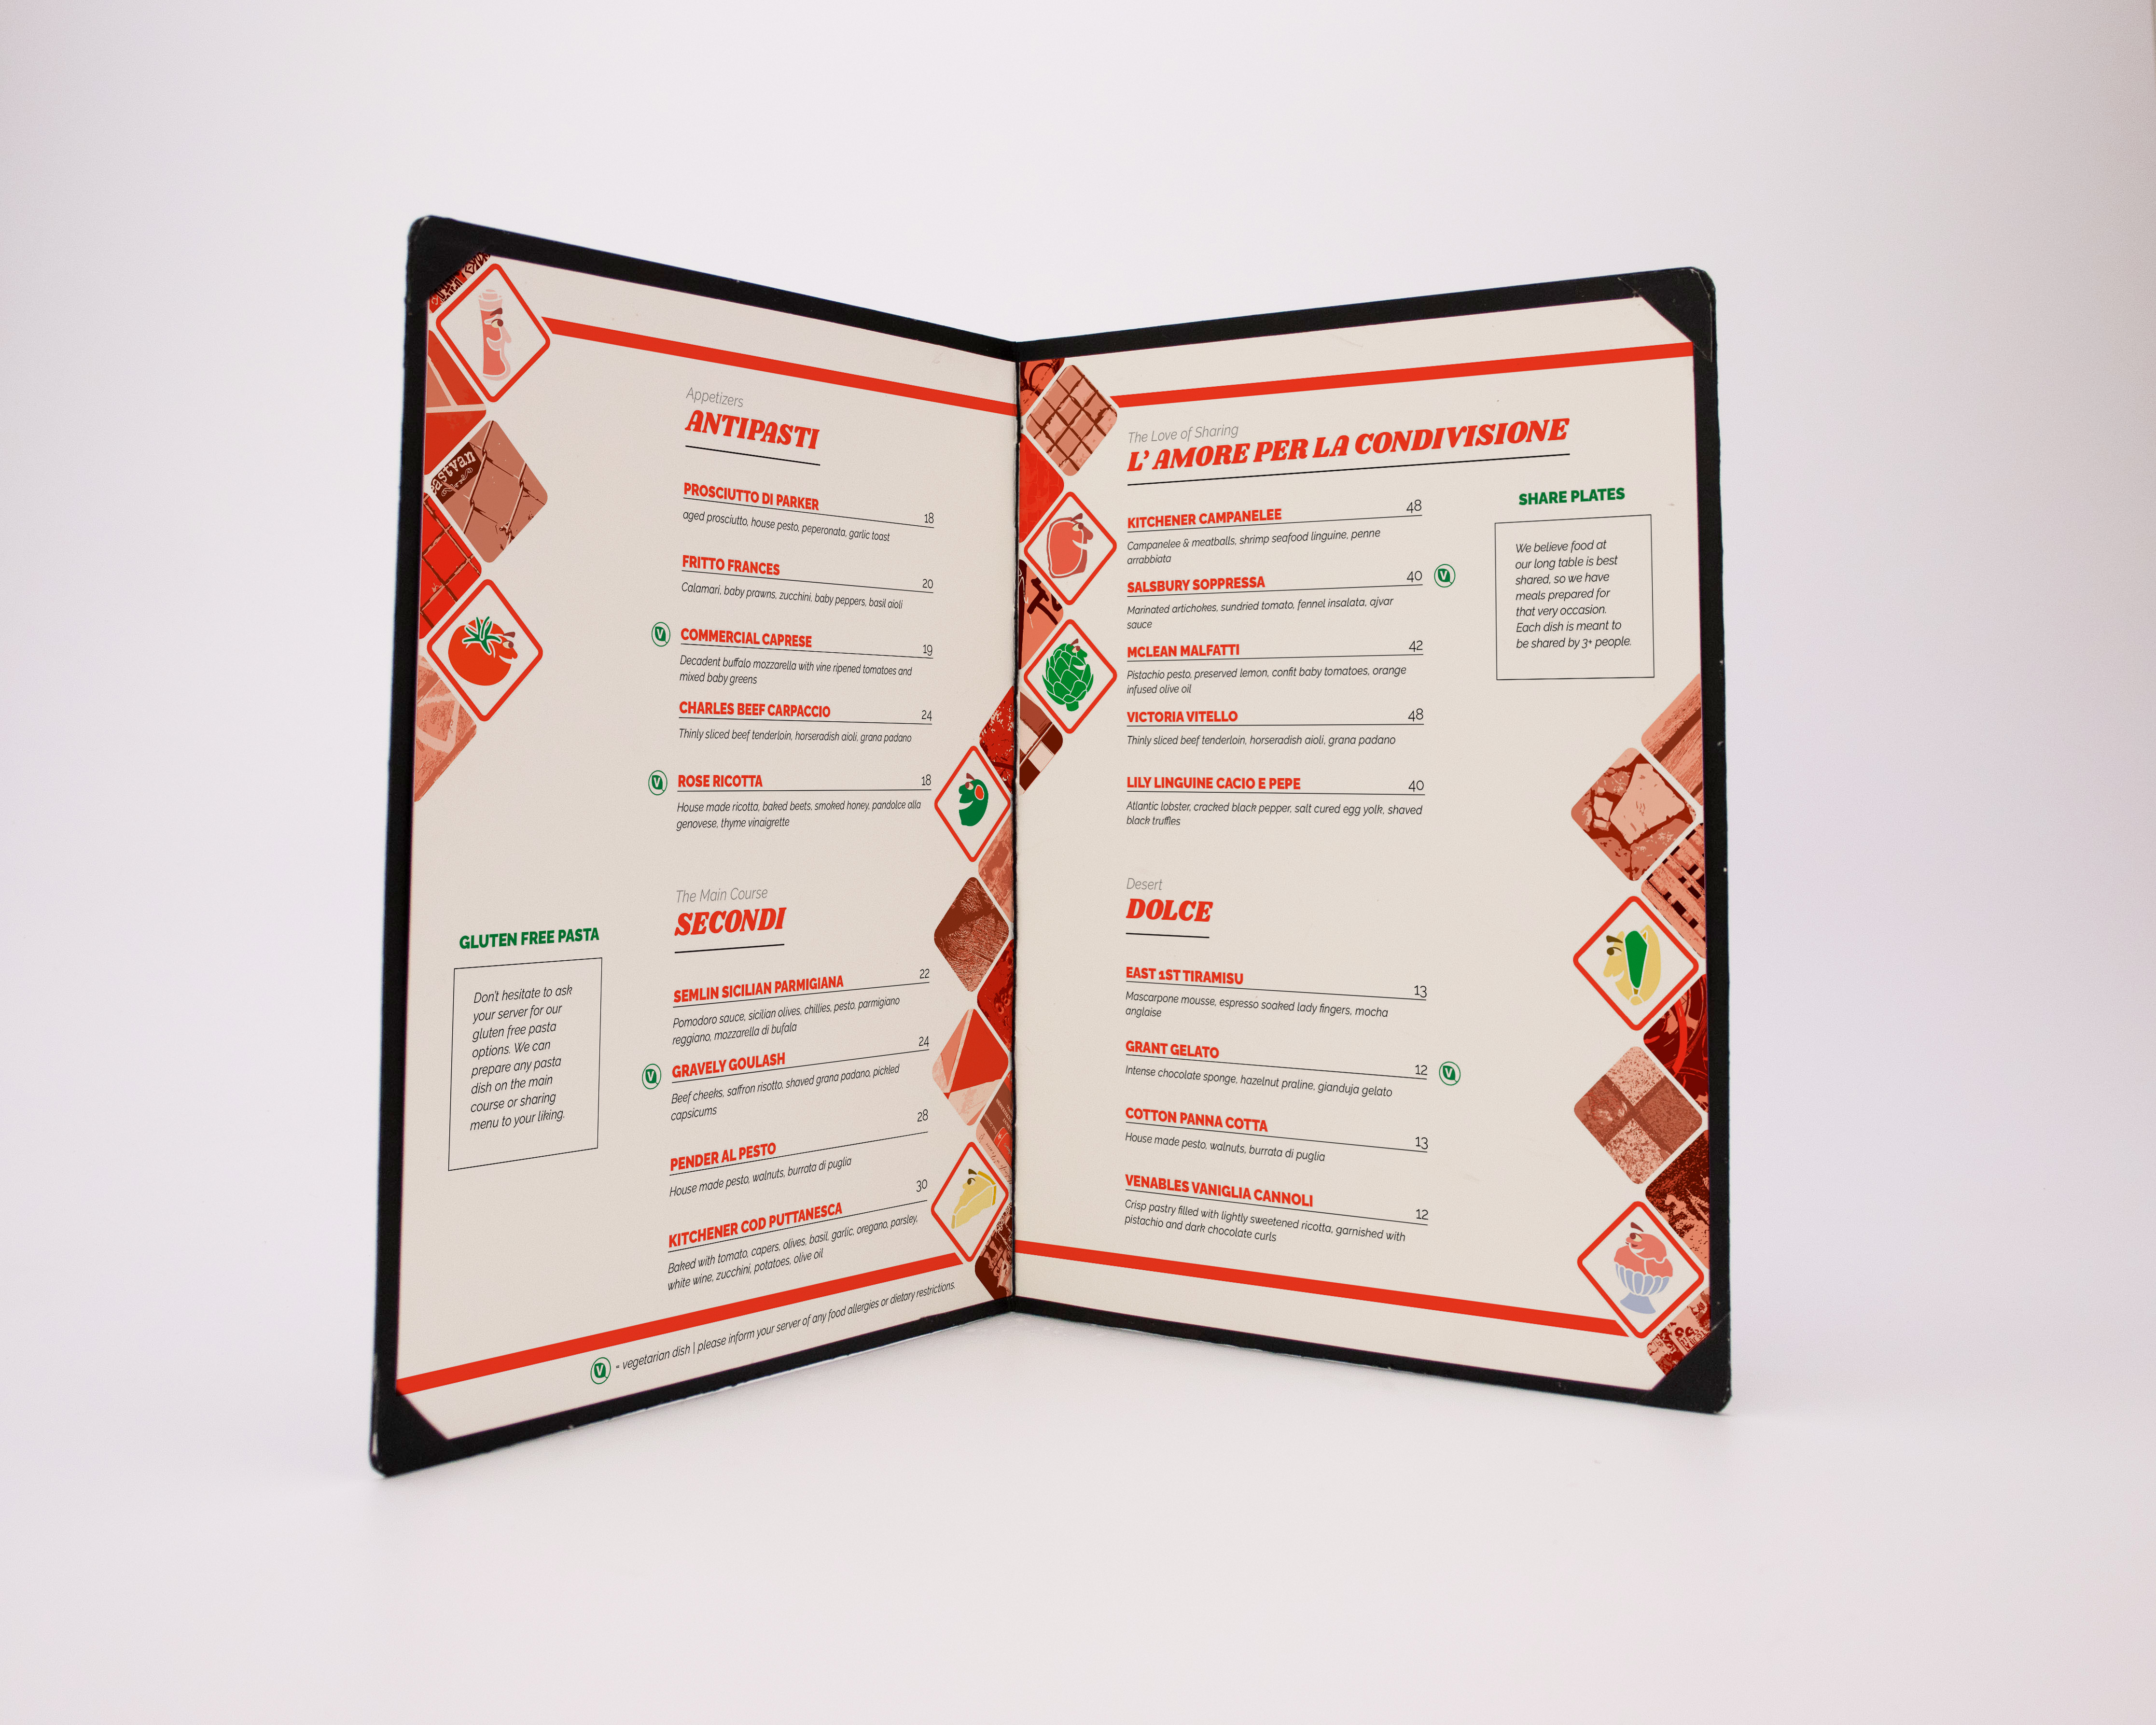 Appetizers
ANTIPASTI
PROSCIUTTO DI PARKER 18
aged prosciutto, house pesto, peperonata, garlic toast
FRITTO FRANCES 20
Calamari, baby prawns, zucchini, baby peppers, basil aioli
V COMMERCIAL CAPRESE 19
Decadent buffalo mozzarella with vine ripened tomatoes and
mixed baby greens
CHARLES BEEF CARPACCIO 24
Thinly sliced beef tenderloin, horseradish aioli, grana padano
V ROSE RICOTTA 18
House made ricotta, baked beets, smoked honey, pandolce alla
genovese, thyme vinaigrette
The Main Course
SECONDI
SEMLIN SICILIAN PARMIGIANA 22
Pomodoro sauce, sicilian olives, chillies, pesto, parmigiano
reggiano, mozzarella di bufala
V GRAVELY GOULASH 24
Beef cheeks, saffron risotto, shaved grana padano, pickled
capsicums
PENDER AL PESTO 28
House made pesto, walnuts, burrata di puglia
KITCHENER COD PUTTANESCA 30
Baked with tomato, capers, olives, basil, garlic, oregano, parsley,
white wine, zucchini, potatoes, olive oil
GLUTEN FREE PASTA
Don't hesitate to ask
your server for our
gluten free pasta
options. We can
prepare any pasta
dish on the main
course or sharing
menu to your liking.
V = vegetarian dish | please inform your server of any food allergies or dietary restrictions.
eastvan
The Love of Sharing
L' AMORE PER LA CONDIVISIONE
KITCHENER CAMPANELEE 48
Campanelee & meatballs, shrimp seafood linguine, penne
arrabbiata
SALSBURY SOPPRESSA 40 V
Marinated artichokes, sundried tomato, fennel insalata, ajvar
sauce
MCLEAN MALFATTI 42
Pistachio pesto, preserved lemon, confit baby tomatoes, orange
infused olive oil
VICTORIA VITELLO 48
Thinly sliced beef tenderloin, horseradish aioli, grana padano
LILY LINGUINE CACIO E PEPE 40
Atlantic lobster, cracked black pepper, salt cured egg yolk, shaved
black truffles
SHARE PLATES
We believe food at
our long table is best
shared, so we have
meals prepared for
that very occasion.
Each dish is meant to
be shared by 3+ people.
Desert
DOLCE
EAST 1ST TIRAMISU 13
Mascarpone mousse, espresso soaked lady fingers, mocha
anglaise
GRANT GELATO 12 V
Intense chocolate sponge, hazelnut praline, gianduja gelato
COTTON PANNA COTTA 13
House made pesto, walnuts, burrata di puglia
VENABLES VANIGLIA CANNOLI 12
Crisp pastry filled with lightly sweetened ricotta, garnished with
pistachio and dark chocolate curls